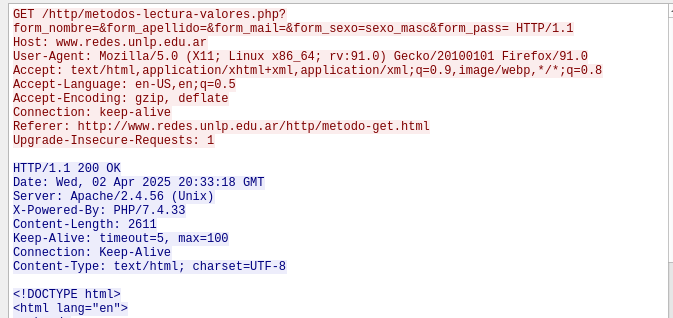 GET /http/metodos-lectura-valores.php?
form_nombre=&form_apellido=&form_mail=&form_sexo=sexo_masc&form_pass= HTTP/1.1
Host: www.redes.unlp.edu.ar
User-Agent: Mozilla/5.0 (X11; Linux x86_64; rv:91.0) Gecko/20100101 Firefox/91.0
Accept: text/html,application/xhtml+xml,application/xml;q=0.9,image/webp,*/*;q=0.8
Accept-Language: en-US,en;q=0.5
Accept-Encoding: gzip, deflate
Connection: keep-alive
Referer: http://www.redes.unlp.edu.ar/http/metodo-get.html
Upgrade-Insecure-Requests: 1

HTTP/1.1 200 OK
Date: Wed, 02 Apr 2025 20:33:18 GMT
Server: Apache/2.4.56 (Unix)
X-Powered-By: PHP/7.4.33
Content-Length: 2611
Keep-Alive: timeout=5, max=100
Connection: Keep-Alive
Content-Type: text/html; charset=UTF-8

<!DOCTYPE html>
<html lang="en">